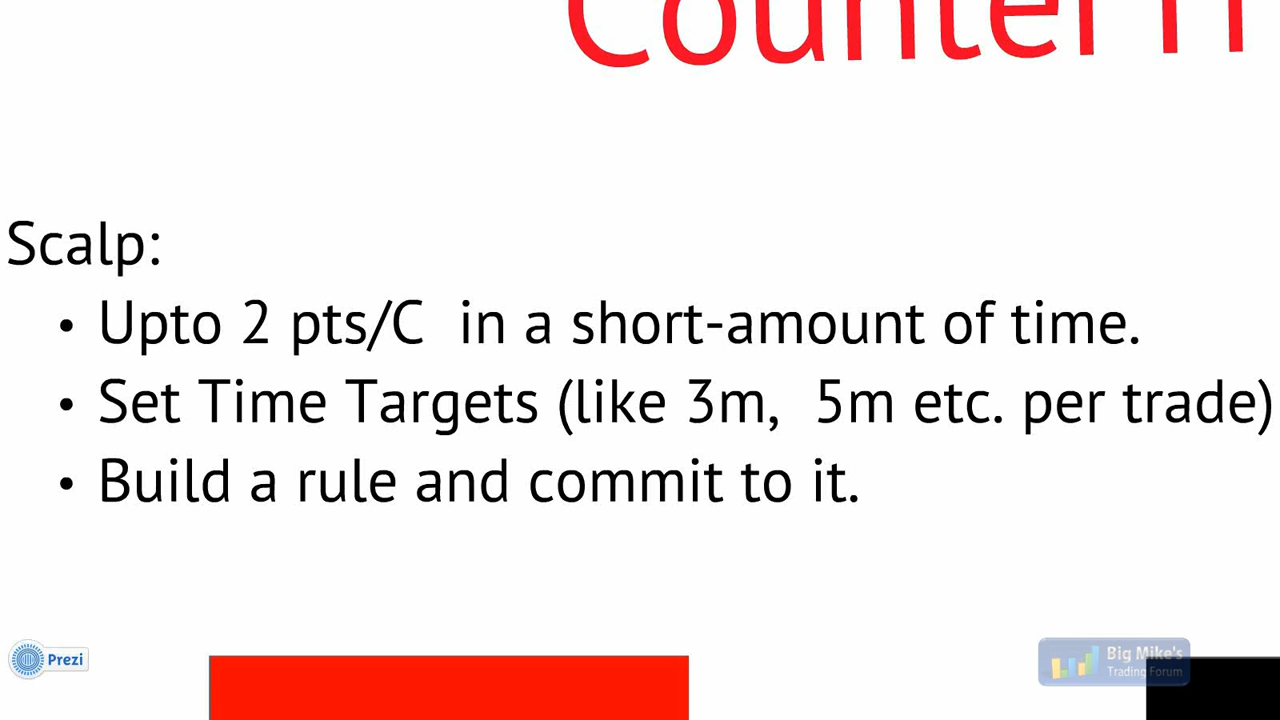 Counter
Scalp:
• Upto 2 pts/C in a short-amount of time.
• Set Time Targets (like 3m, 5m etc. per trade)
• Build a rule and commit to it.
Prezi
Big Mike's
Trading Forum